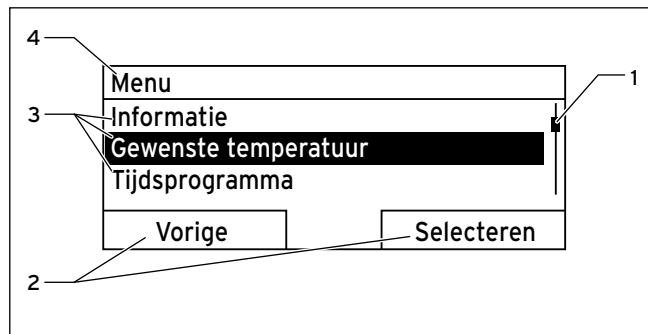 4
Menu
1
3
Informatie
Gewenste temperatuur
Tijdsprogramma
Vorige
Selecteren
2